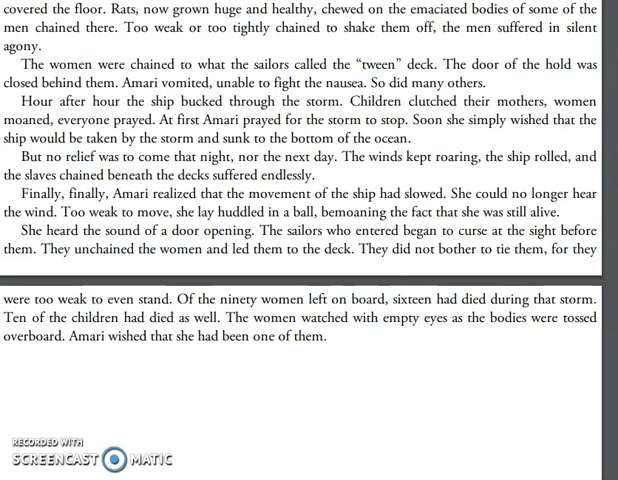 covered the floor. Rats, now grown huge and healthy, chewed on the emaciated bodies of some of the
men chained there. Too weak or too tightly chained to shake them off, the men suffered in silent
agony.
The women were chained to what the sailors called the “tween” deck. The door of the hold was
closed behind them. Amari vomited, unable to fight the nausea. So did many others.
Hour after hour the ship bucked through the storm. Children clutched their mothers, women
moaned, everyone prayed. At first Amari prayed for the storm to stop. Soon she simply wished that the
ship would be taken by the storm and sunk to the bottom of the ocean.
But no relief was to come that night, nor the next day. The winds kept roaring, the ship rolled, and
the slaves chained beneath the decks suffered endlessly.
Finally, finally, Amari realized that the movement of the ship had slowed. She could no longer hear
the wind. Too weak to move, she lay huddled in a ball, bemoaning the fact that she was still alive.
She heard the sound of a door opening. The sailors who entered began to curse at the sight before
them. They unchained the women and led them to the deck. They did not bother to tie them, for they
were too weak to even stand. Of the ninety women left on board, sixteen had died during that storm.
Ten of the children had died as well. The women watched with empty eyes as the bodies were tossed
overboard. Amari wished that she had been one of them.
RECORDED WITH
SCREENCAST MATIC